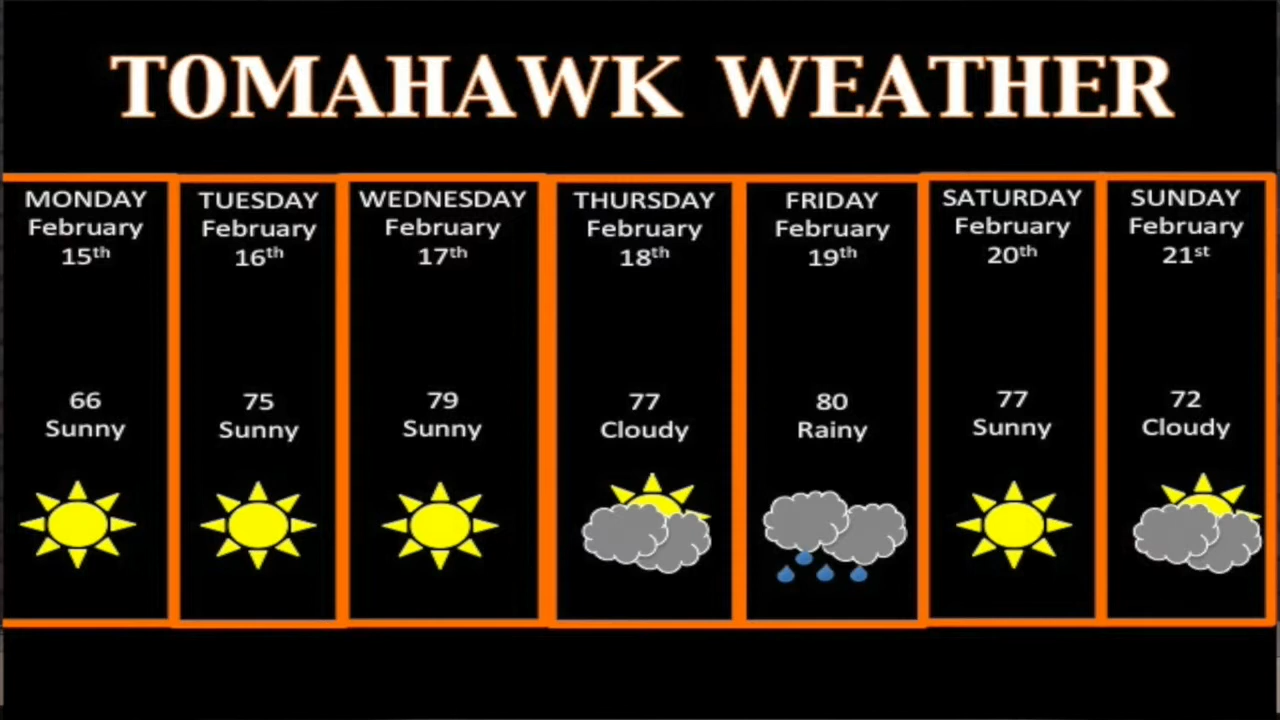 TOMAHAWK WEATHER
MONDAY
February
15th
66
Sunny
TUESDAY
February
16th
75
Sunny
WEDNESDAY
February
17th
79
Sunny
THURSDAY
February
18th
77
Cloudy
FRIDAY
February
19th
80
Rainy
SATURDAY
February
20th
77
Sunny
SUNDAY
February
21st
72
Cloudy